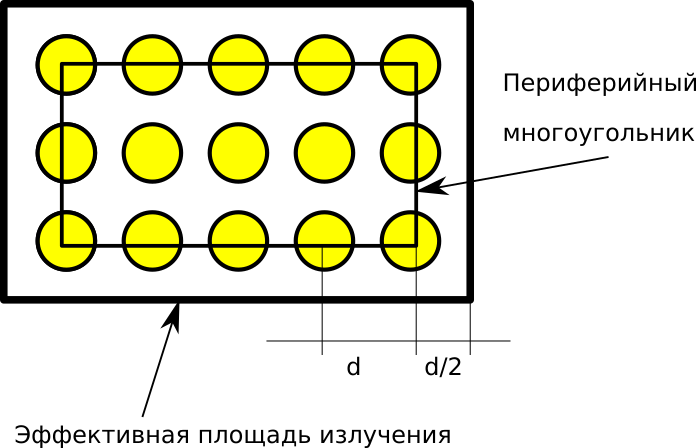 Периферийный
многоугольник
d
d/2
Эффективная площадь излучения